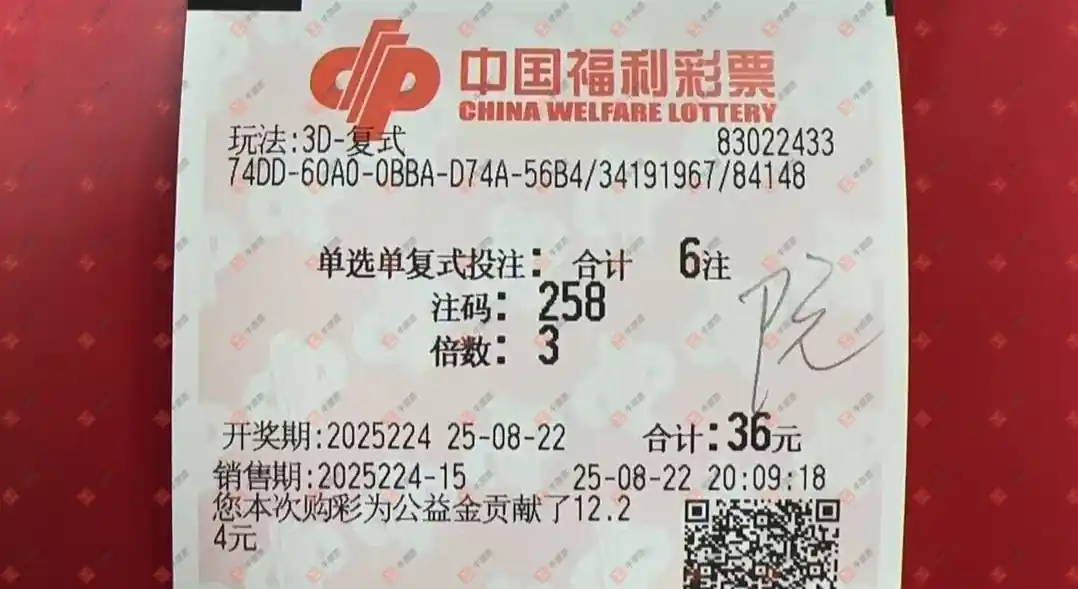 中国福利彩票
CHINA WELFARE LOTTERY
玩法:3D-复式 83022433
74DD-60A0-0BBA-D74A-56B4/34191967/84148
单选单复式投注: 合计 6注
注码: 258
倍数: 3
开奖期:2025224 25-08-22 合计:36元
销售期:2025224-15 25-08-22 20:09:18
您本次购彩为公益金贡献了12.2
4元